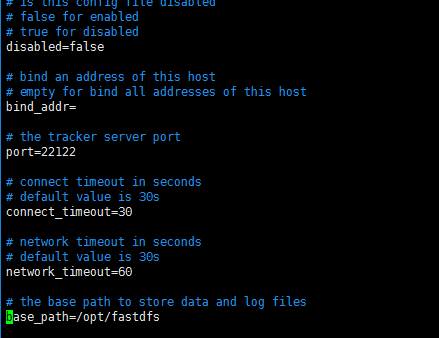 # is this config file disabled
# false for enabled
# true for disabled
disabled=false
# bind an address of this host
# empty for bind all addresses of this host
bind_addr=
# the tracker server port
port=22122
# connect timeout in seconds
# default value is 30s
connect_timeout=30
# network timeout in seconds
# default value is 30s
network_timeout=60
# the base path to store data and log files
base_path=/opt/fastdfs